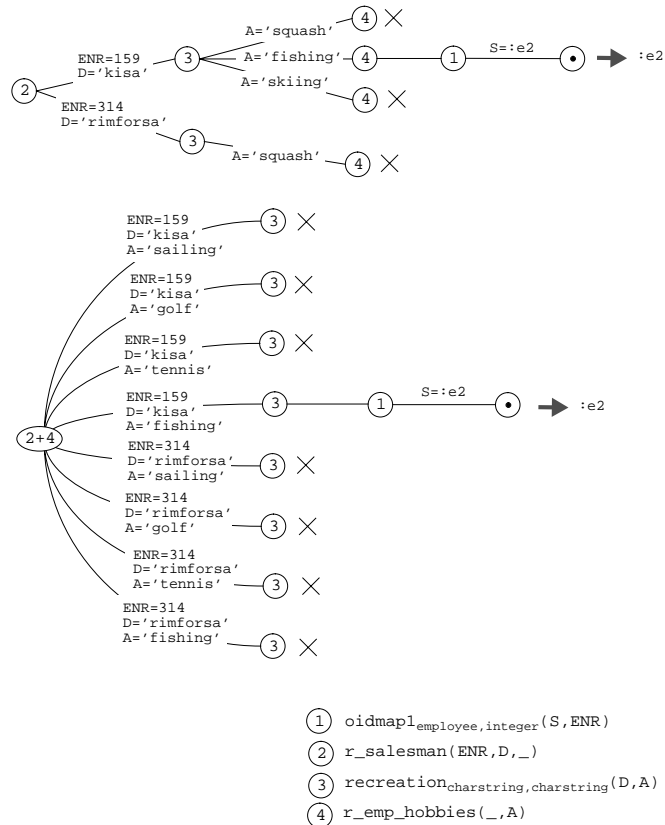 A='squash'
4
ENR=159
D='kisa'
3
A='fishing'
4
1
S=:e2
:e2
A='skiing'
4
2
ENR=314
D='rimforsa'
3
A='squash'
4
ENR=159
D='kisa'
A='sailing'
3
ENR=159
D='kisa'
A='golf'
3
ENR=159
D='kisa'
A='tennis'
3
ENR=159
D='kisa'
A='fishing'
3
1
S=:e2
:e2
2+4
ENR=314
D='rimforsa'
A='sailing'
3
ENR=314
D='rimforsa'
A='golf'
3
ENR=314
D='rimforsa'
A='tennis'
3
ENR=314
D='rimforsa'
A='fishing'
3
1 oidmap1employee,integer(S,ENR)
2 r_salesman(ENR,D,_)
3 recreationcharstring,charstring(D,A)
4 r_emp_hobbies(_,A)